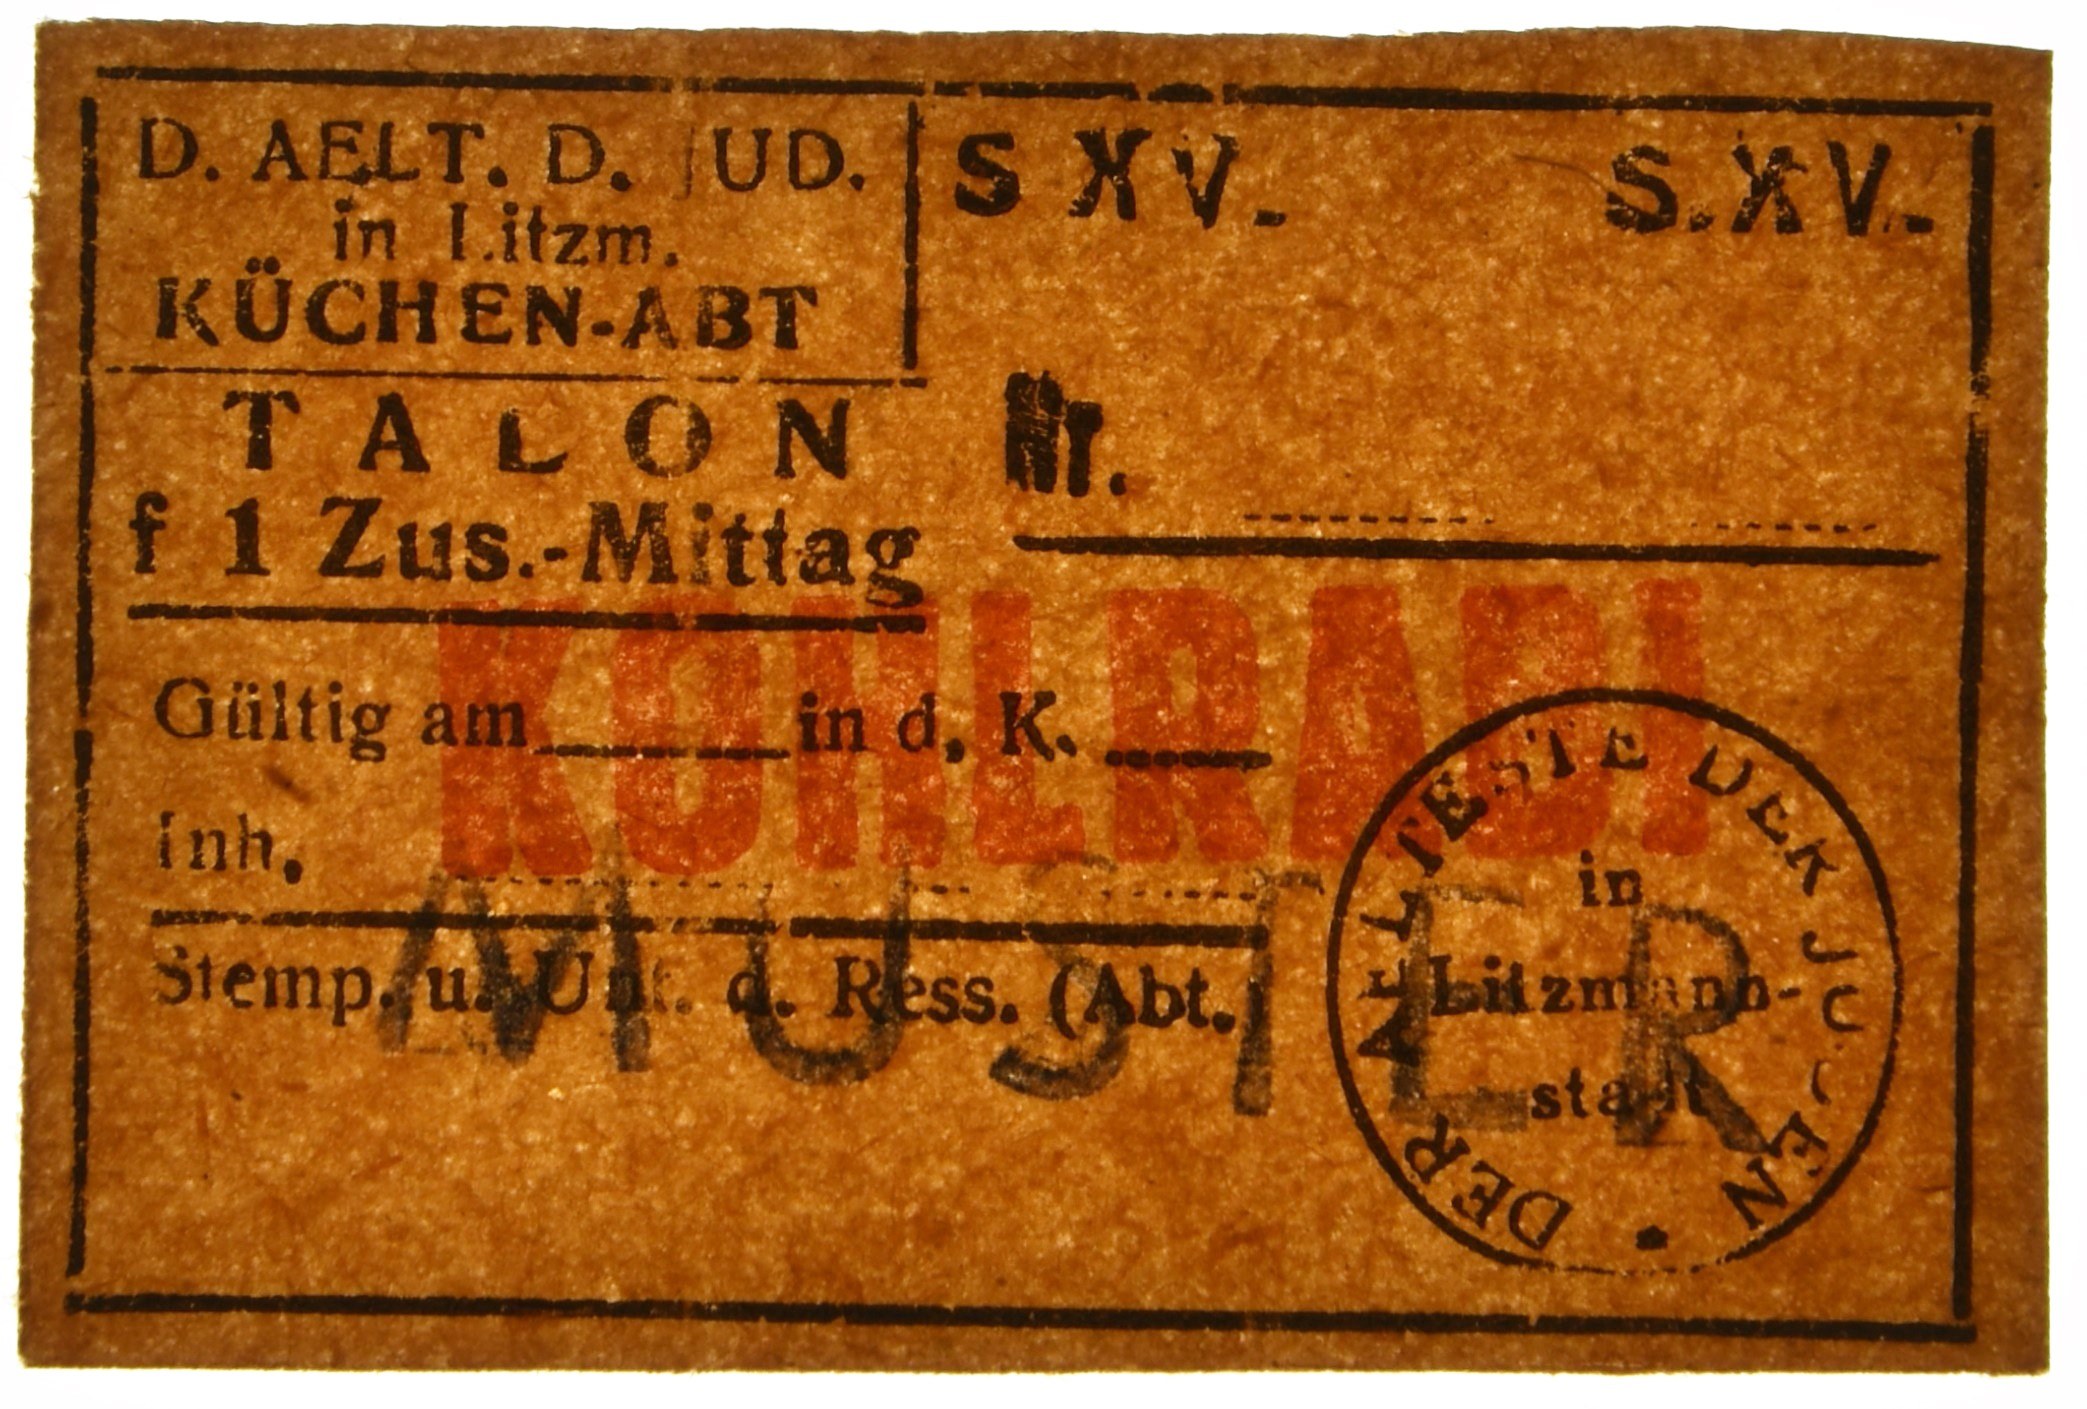 D. AELT. D. JUD.
in Litzm.
KÜCHEN-ABT
S XV.
S.XV.
TALON
Nr.
f 1 Zus.-Mittag
KOHLRABI
Gültig am in d. K.
Inh.
MUSTER
Stemp. u. Unt. d. Ress. (Abt.)
DER AELTESTE DER JUDEN
in
Litzmann-
stadt